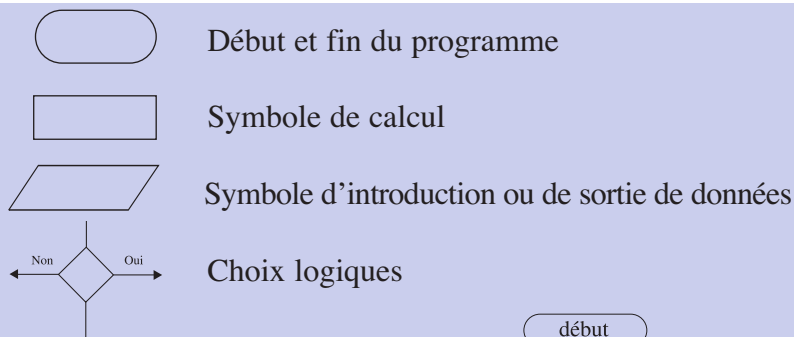 Début et fin du programme
Symbole de calcul
Symbole d'introduction ou de sortie de données
Non Oui
Choix logiques
début